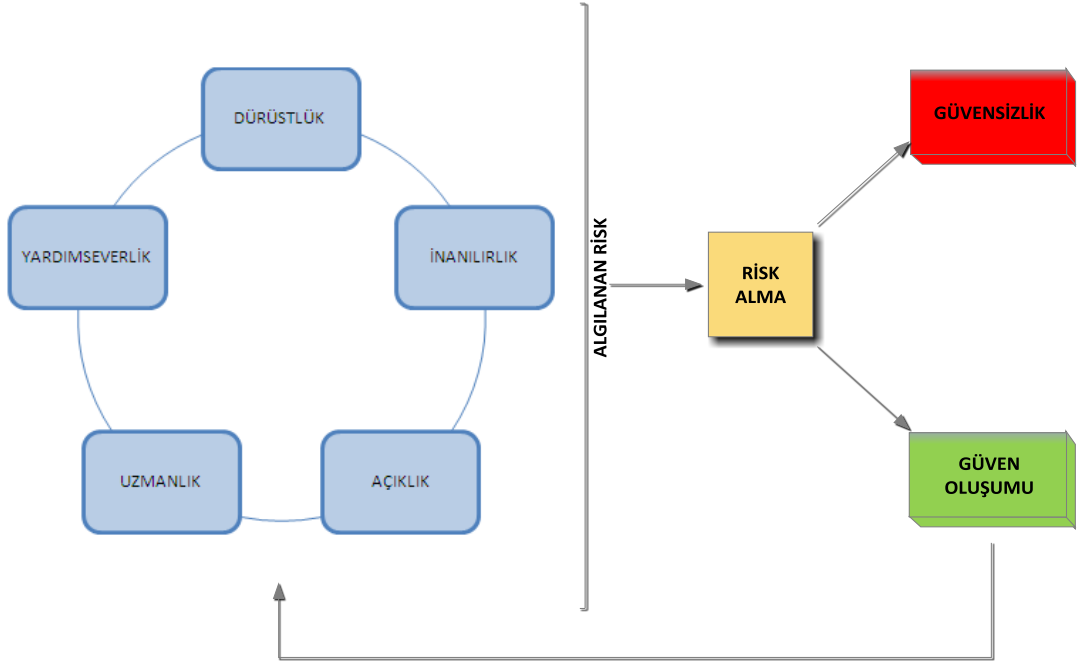 DÜRÜSTLÜK
YARDIMSEVERLİK
İNANILIRLIK
UZMANLIK
AÇIKLIK
ALGILANAN RİSK
RİSK
ALMA
GÜVENSİZLİK
GÜVEN
OLUŞUMU